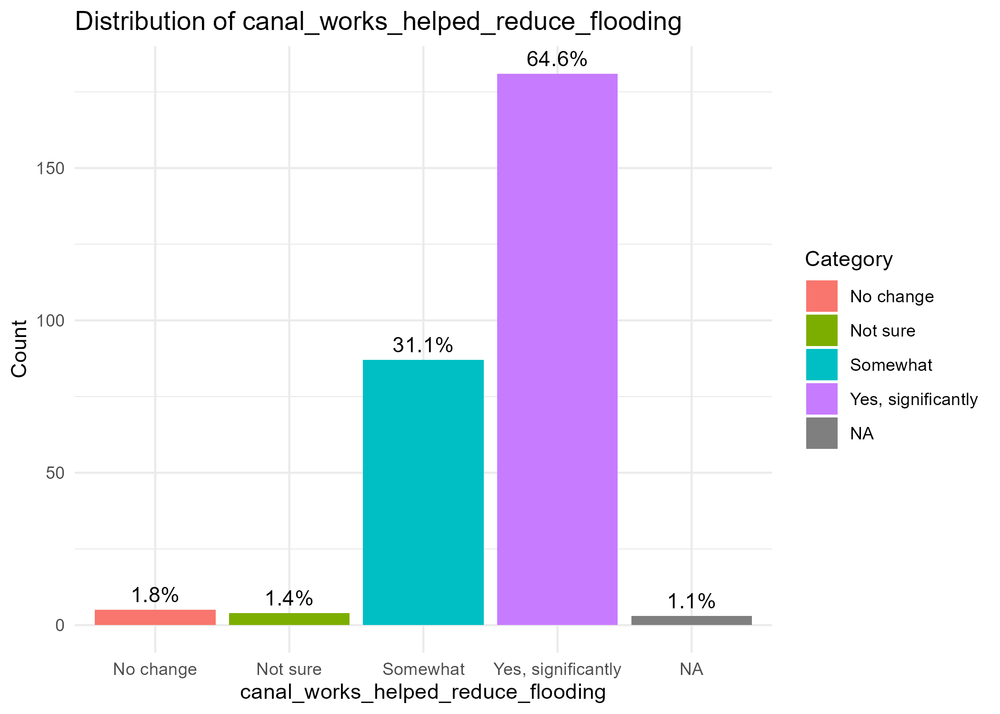 Distribution of canal_works_helped_reduce_flooding
64.6%
150
100
31.1%
50
1.8%
1.4%
1.1%
0
Count
No change
Not sure
Somewhat
Yes, significantly
NA
canal_works_helped_reduce_flooding
Category
No change
Not sure
Somewhat
Yes, significantly
NA